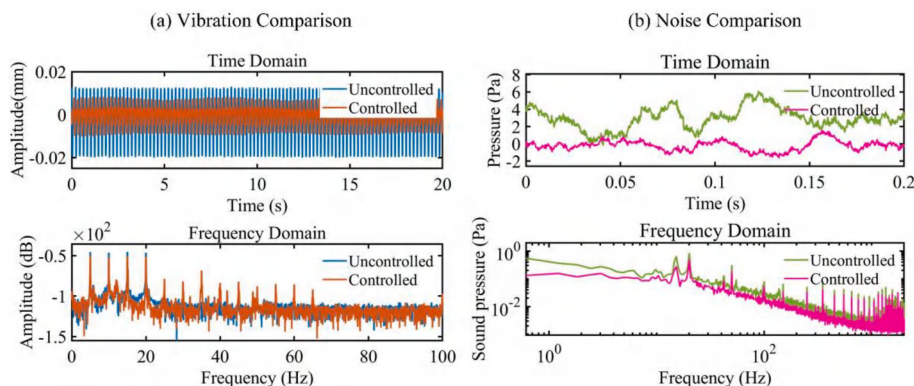 (a) Vibration Comparison
Time Domain
Amplitude(mm)
0.02
0
-0.02
Uncontrolled
Controlled
0 5 10 15 20
Time (s)
×10²
Frequency Domain
Amplitude (dB)
-0.5
-1
-1.5
Uncontrolled
Controlled
0 20 40 60 80 100
Frequency (Hz)
(b) Noise Comparison
Time Domain
Pressure (Pa)
8
6
4
2
0
-2
Uncontrolled
Controlled
0 0.05 0.1 0.15 0.2
Time (s)
Frequency Domain
Sound pressure (Pa)
10⁰
10⁻²
Uncontrolled
Controlled
10⁰ 10²
Frequency (Hz)